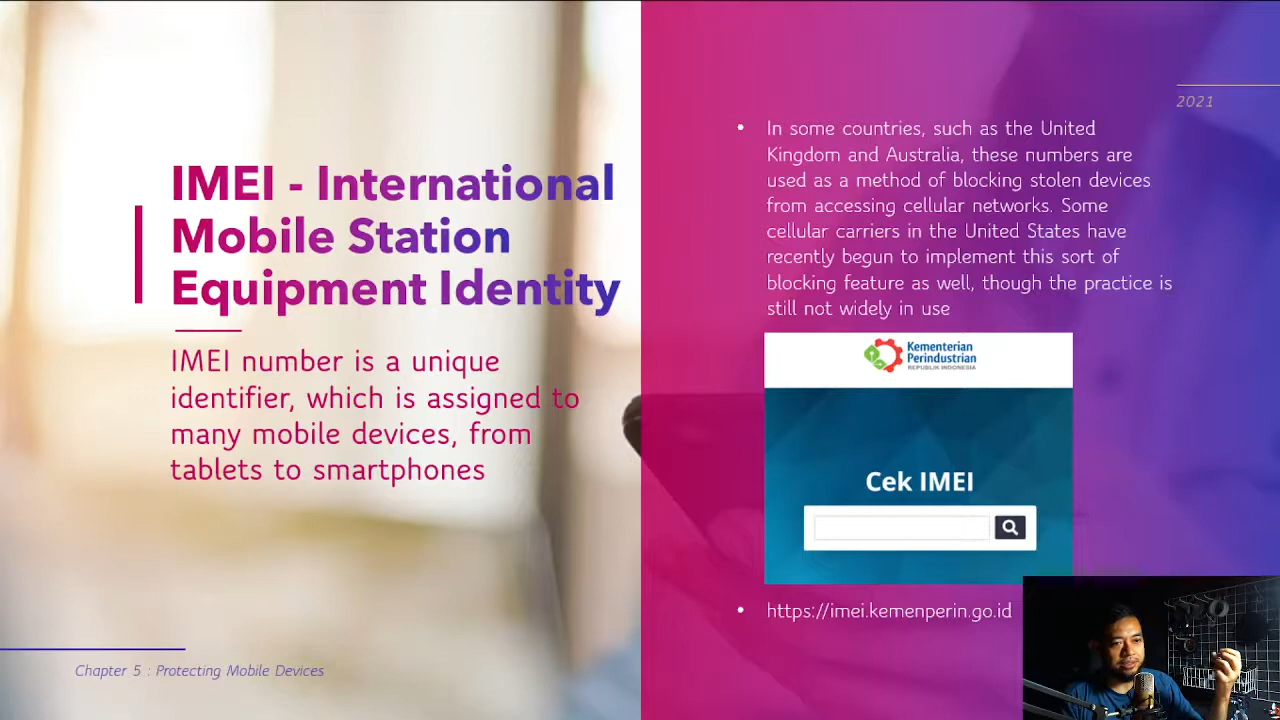 IMEI - International
Mobile Station
Equipment Identity
IMEI number is a unique
identifier, which is assigned to
many mobile devices, from
tablets to smartphones
Chapter 5 : Protecting Mobile Devices
2021
• In some countries, such as the United
Kingdom and Australia, these numbers are
used as a method of blocking stolen devices
from accessing cellular networks. Some
cellular carriers in the United States have
recently begun to implement this sort of
blocking feature as well, though the practice is
still not widely in use
Kementerian
Perindustrian
REPUBLIK INDONESIA
Cek IMEI
• https://imei.kemenperin.go.id